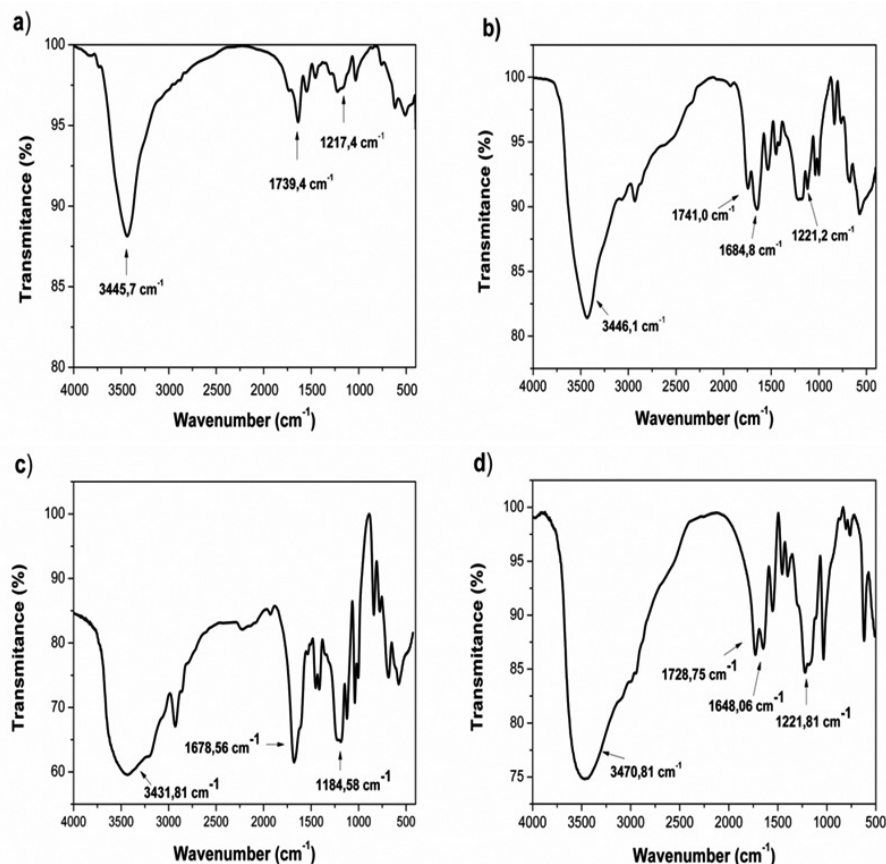 a)
Transmitance (%)
100
95
90
85
80
1217,4 cm⁻¹
1739,4 cm⁻¹
3445,7 cm⁻¹
4000 3500 3000 2500 2000 1500 1000 500
Wavenumber (cm⁻¹)
b)
Transmitance (%)
100
95
90
85
80
1741,0 cm⁻¹
1684,8 cm⁻¹
1221,2 cm⁻¹
3446,1 cm⁻¹
4000 3500 3000 2500 2000 1500 1000 500
Wavenumber (cm⁻¹)
c)
Transmitance (%)
100
90
80
70
60
1678,56 cm⁻¹
1184,58 cm⁻¹
3431,81 cm⁻¹
4000 3500 3000 2500 2000 1500 1000 500
Wavenumber (cm⁻¹)
d)
Transmitance (%)
100
95
90
85
80
75
1728,75 cm⁻¹
1648,06 cm⁻¹
1221,81 cm⁻¹
3470,81 cm⁻¹
4000 3500 3000 2500 2000 1500 1000 500
Wavenumber (cm⁻¹)